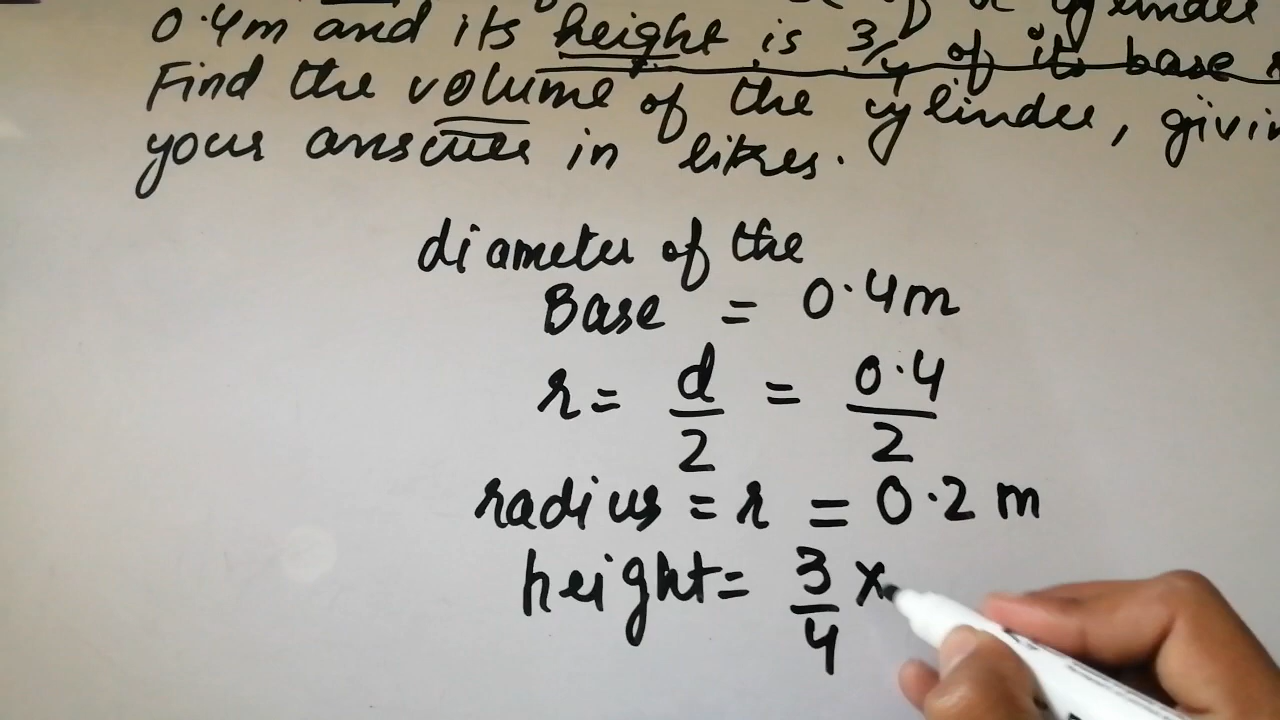 of a cylinder
0.4m and its height is 3/4 of its base
Find the volume of the cylinder, givin
your answer in litres.
diameter of the
Base = 0.4m
r = d/2 = 0.4/2
radius = r = 0.2 m
height = 3/4 ×